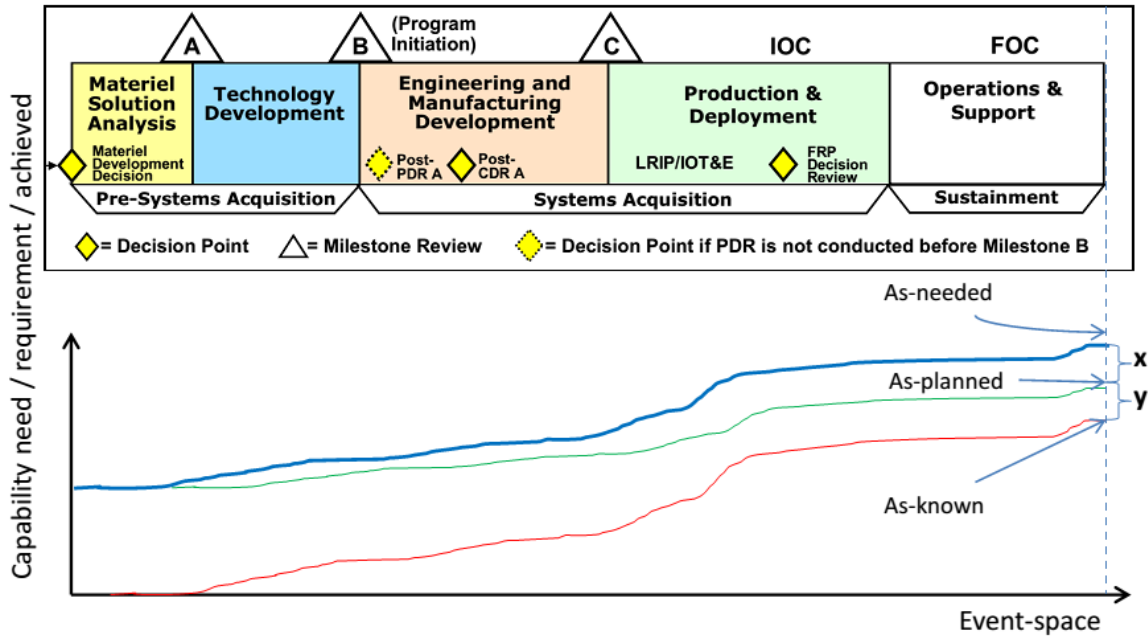 A
B
(Program
Initiation)
C
IOC
FOC
Materiel
Solution
Analysis
Technology
Development
Engineering and
Manufacturing
Development
Production &
Deployment
Operations &
Support
Materiel
Development
Decision
Post-
PDR A
Post-
CDR A
LRIP/IOT&E
FRP
Decision
Review
Pre-Systems Acquisition
Systems Acquisition
Sustainment
= Decision Point
= Milestone Review
= Decision Point if PDR is not conducted before Milestone B
Capability need / requirement / achieved
As-needed
x
As-planned
y
As-known
Event-space